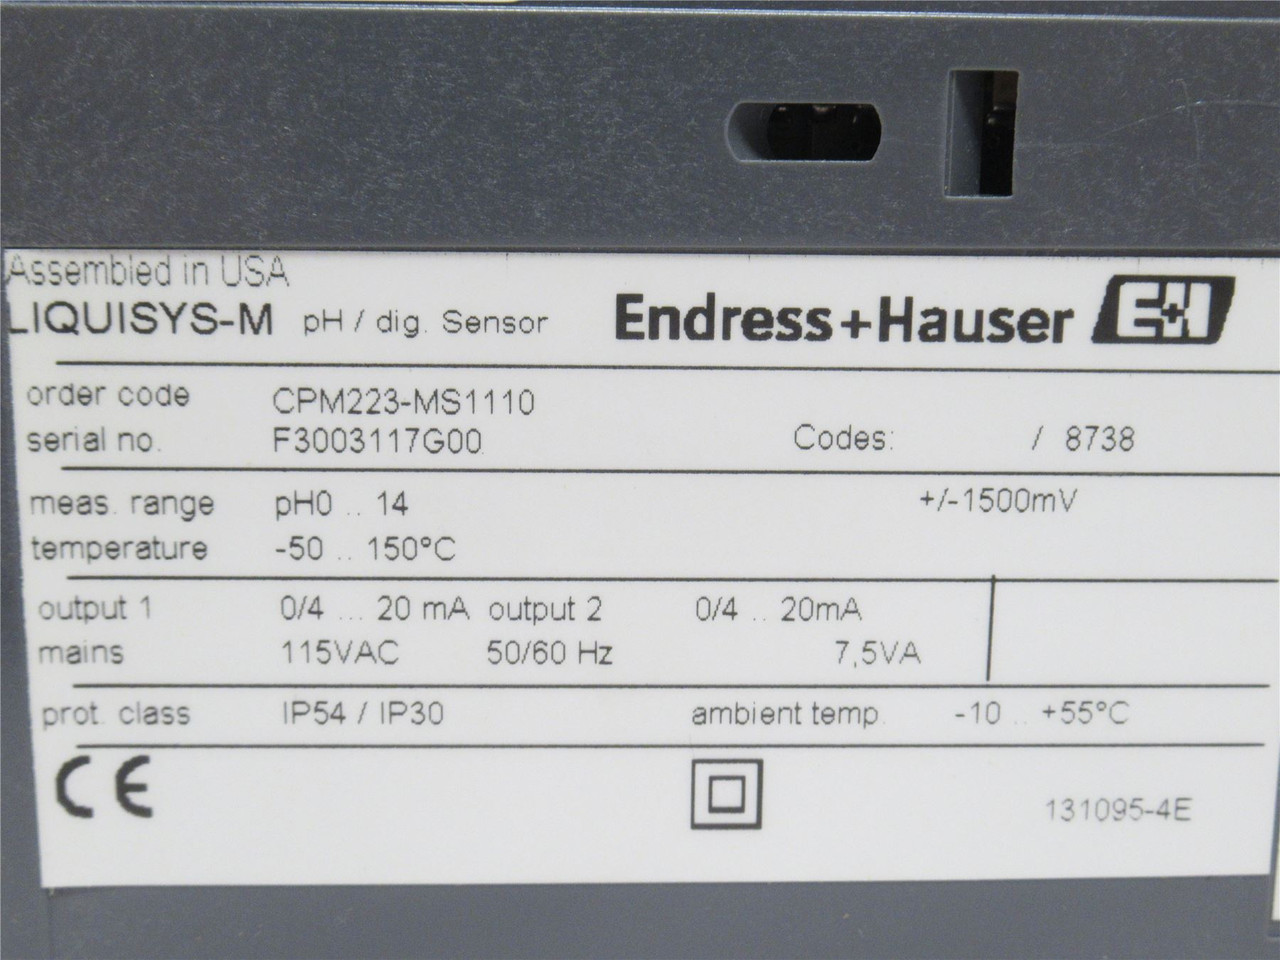 Assembled in USA
LIQUISYS-M pH / dig. Sensor Endress+Hauser E+H
order code CPM223-MS1110
serial no. F3003117G00 Codes: / 8738
meas. range pH0 .. 14 +/-1500mV
temperature -50 .. 150°C
output 1 0/4 ... 20 mA output 2 0/4 .. 20mA
mains 115VAC 50/60 Hz 7,5VA
prot. class IP54 / IP30 ambient temp. -10 .. +55°C
CE 131095-4E